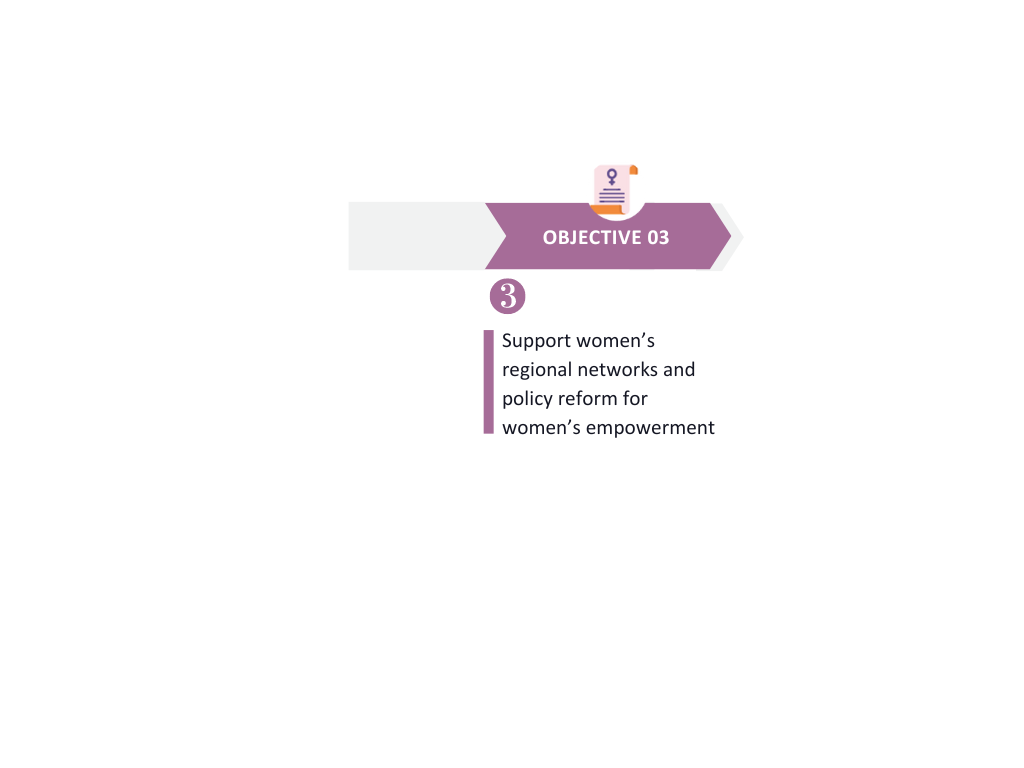 OBJECTIVE 03
3
Support women’s
regional networks and
policy reform for
women’s empowerment